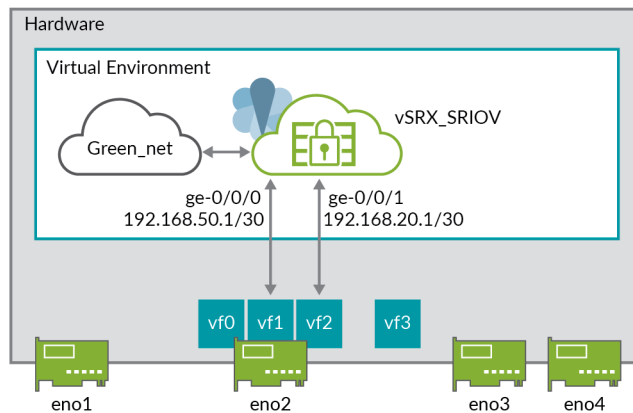 Hardware
Virtual Environment
vSRX_SRIOV
Green_net
ge-0/0/0
192.168.50.1/30
ge-0/0/1
192.168.20.1/30
vf0
vf1
vf2
vf3
eno1
eno2
eno3
eno4